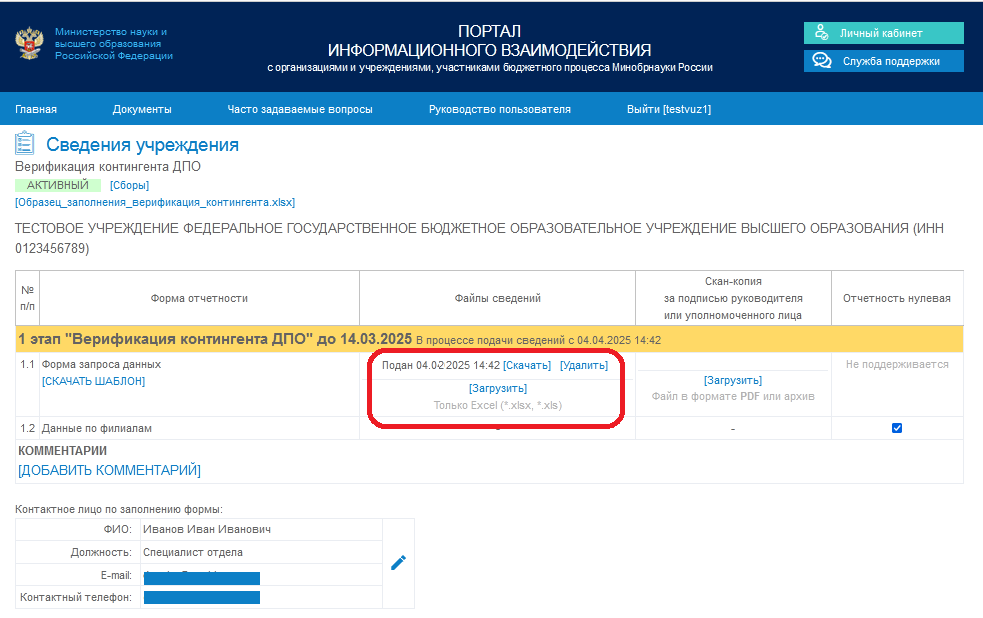 Министерство науки и
высшего образования
Российской Федерации
ПОРТАЛ
ИНФОРМАЦИОННОГО ВЗАИМОДЕЙСТВИЯ
с организациями и учреждениями, участниками бюджетного процесса Минобрнауки России
Личный кабинет
Служба поддержки
Главная Документы Часто задаваемые вопросы Руководство пользователя Выйти [testvuz1]
Сведения учреждения
Верификация контингента ДПО
АКТИВНЫЙ [Сборы]
[Образец_заполнения_верификация_контингента.xlsx]
ТЕСТОВОЕ УЧРЕЖДЕНИЕ ФЕДЕРАЛЬНОЕ ГОСУДАРСТВЕННОЕ БЮДЖЕТНОЕ ОБРАЗОВАТЕЛЬНОЕ УЧРЕЖДЕНИЕ ВЫСШЕГО ОБРАЗОВАНИЯ (ИНН
0123456789)
№
п/п
Форма отчетности
Файлы сведений
Скан-копия
за подписью руководителя
или уполномоченного лица
Отчетность нулевая
1 этап "Верификация контингента ДПО" до 14.03.2025 В процессе подачи сведений с 04.04.2025 14:42
1.1 Форма запроса данных
[СКАЧАТЬ ШАБЛОН]
Подан 04.02.2025 14:42 [Скачать] [Удалить]
[Загрузить]
Только Excel (*.xlsx, *.xls)
[Загрузить]
Файл в формате PDF или архив
Не поддерживается
1.2 Данные по филиалам - -
КОММЕНТАРИИ
[ДОБАВИТЬ КОММЕНТАРИЙ]
Контактное лицо по заполнению формы:
ФИО: Иванов Иван Иванович
Должность: Специалист отдела
E-mail:
Контактный телефон: